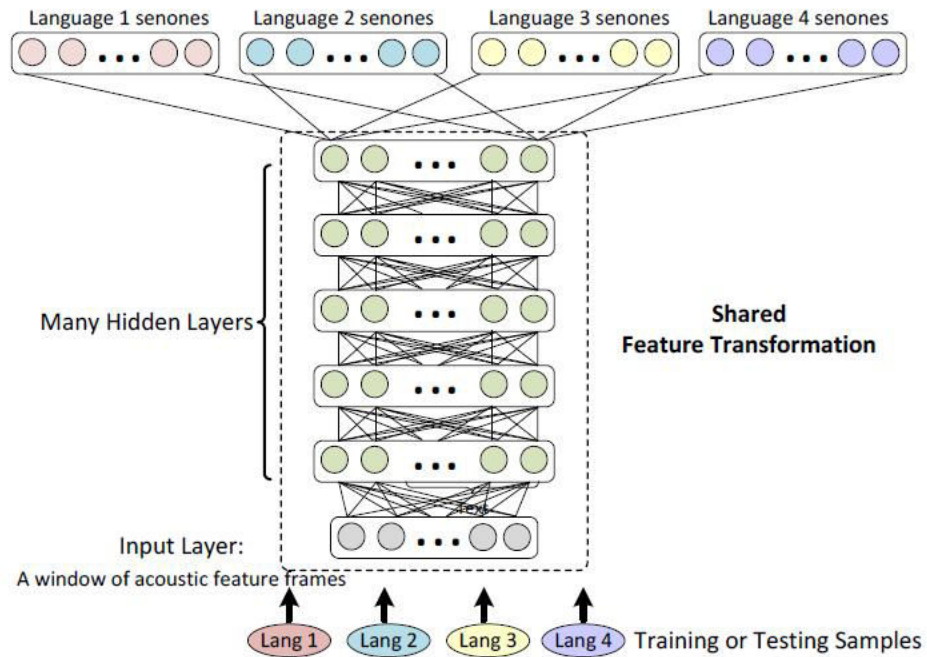 Language 1 senones
Language 2 senones
Language 3 senones
Language 4 senones
Many Hidden Layers
Shared
Feature Transformation
Text
Input Layer:
A window of acoustic feature frames
Lang 1
Lang 2
Lang 3
Lang 4
Training or Testing Samples